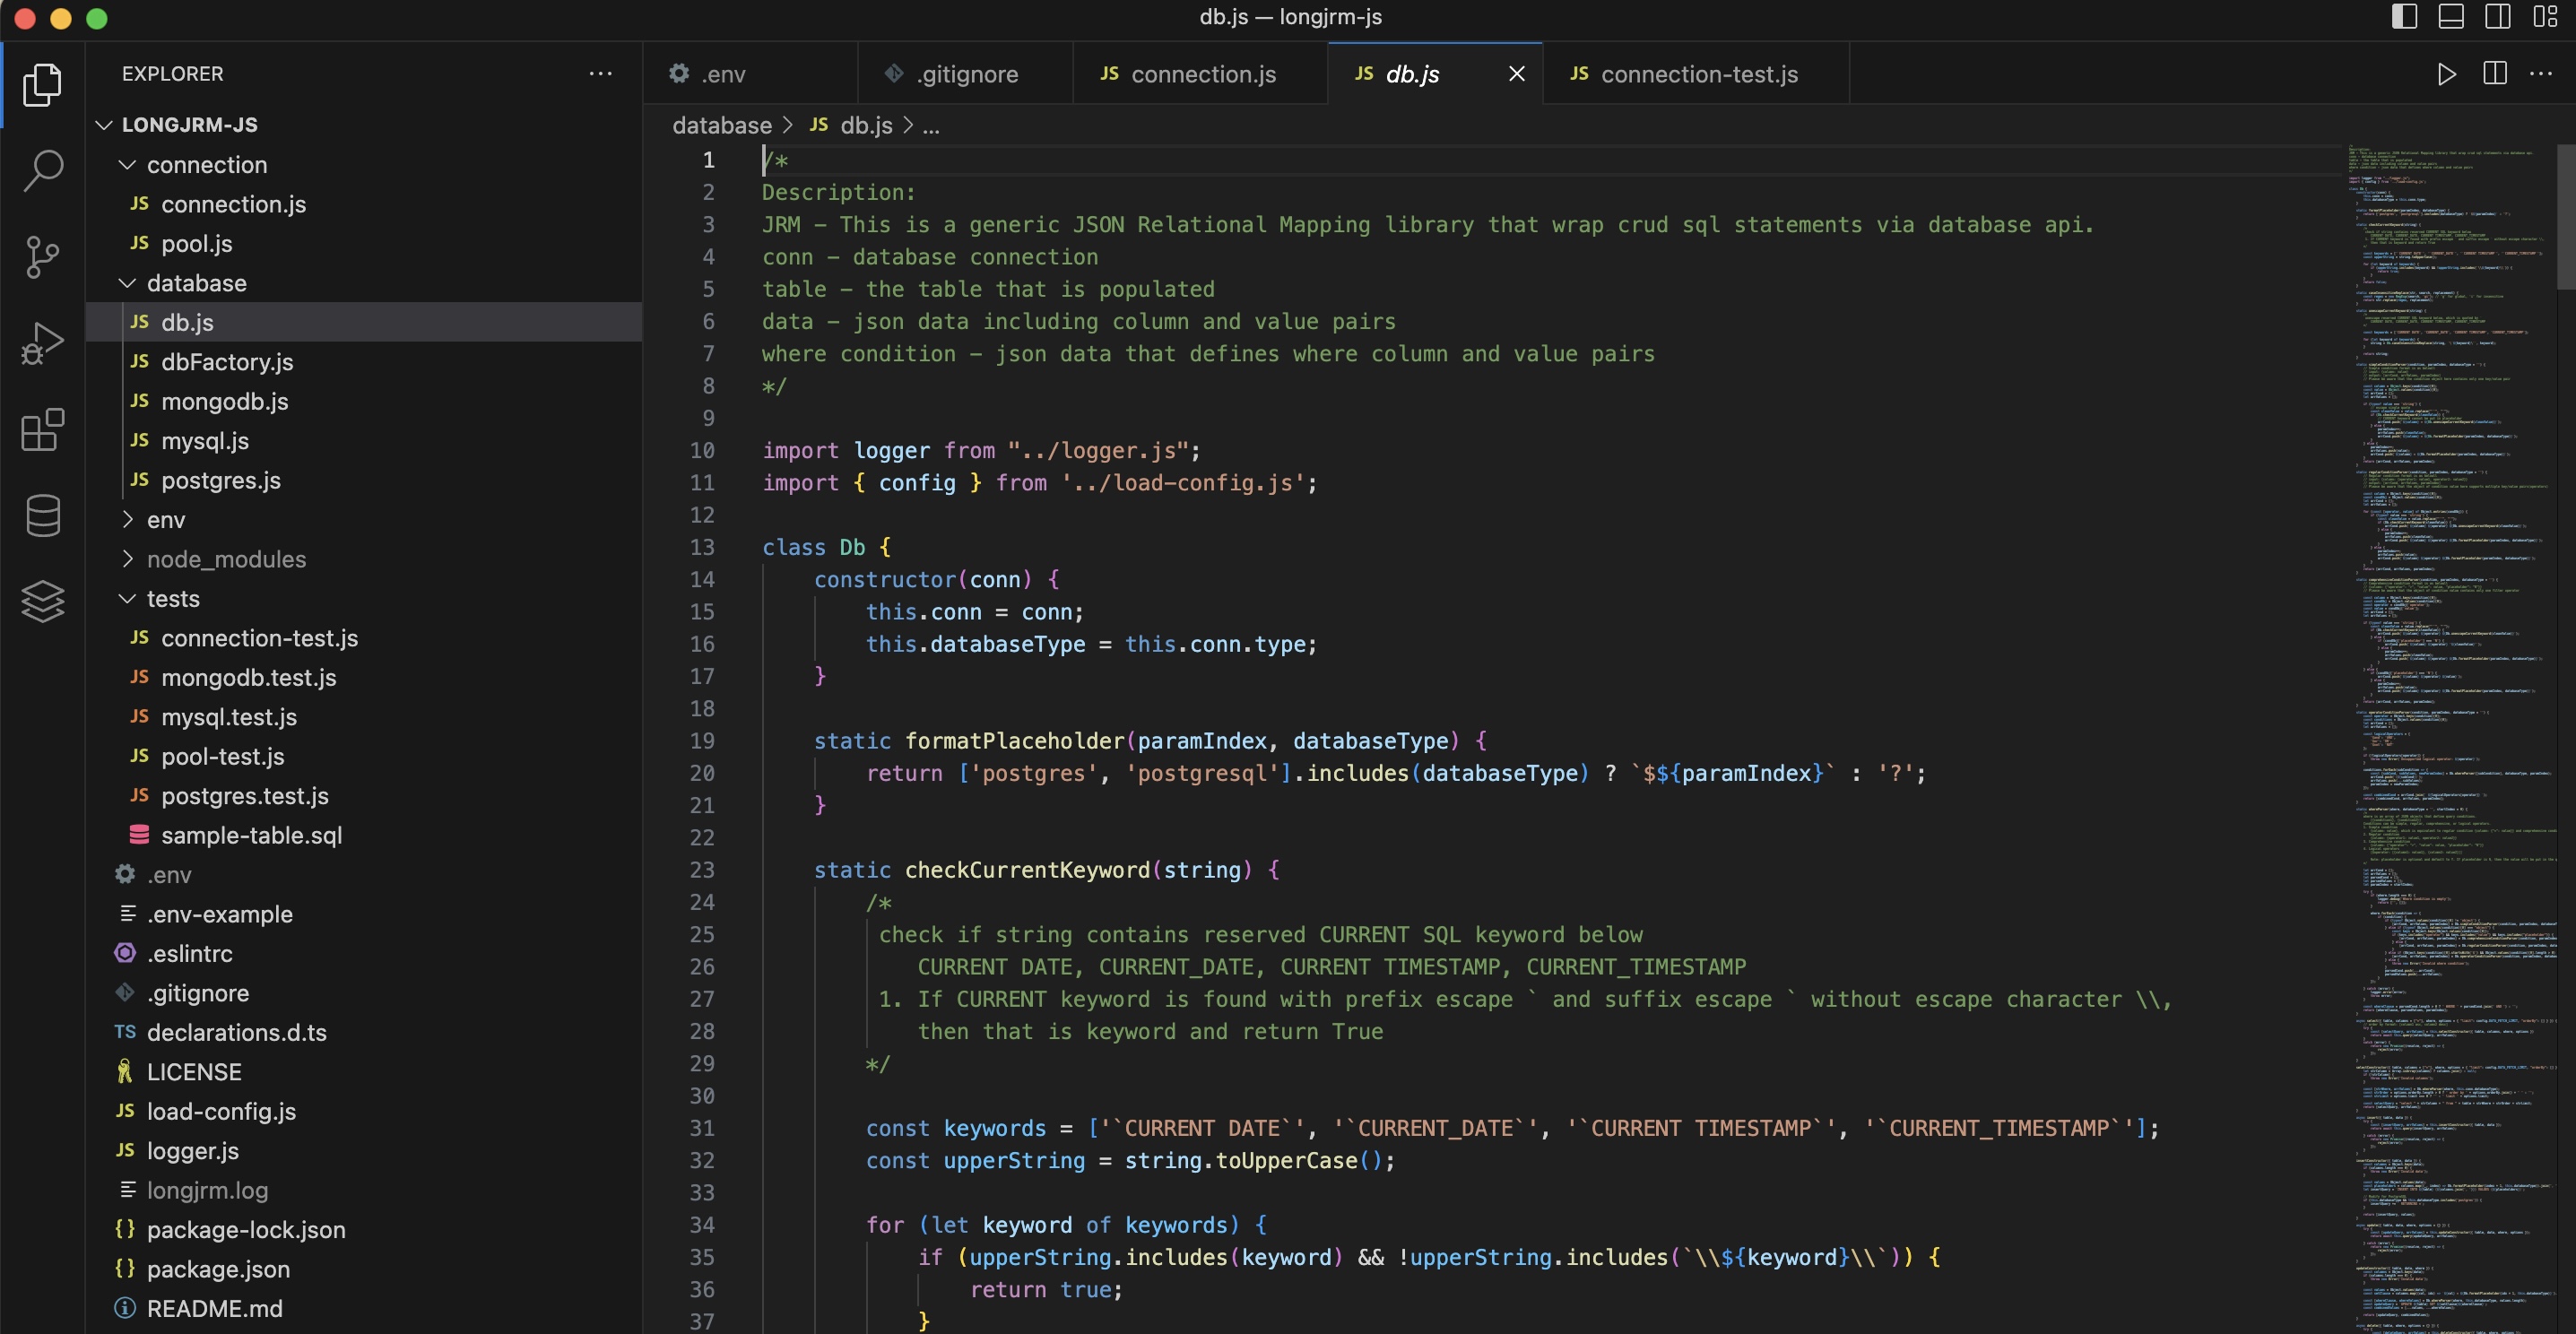 db.js — longjrm-js
EXPLORER
LONGJRM-JS
connection
JS connection.js
JS pool.js
database
JS db.js
JS dbFactory.js
JS mongodb.js
JS mysql.js
JS postgres.js
env
node_modules
tests
JS connection-test.js
JS mongodb.test.js
JS mysql.test.js
JS pool-test.js
JS postgres.test.js
sample-table.sql
.env
.env-example
.eslintrc
.gitignore
TS declarations.d.ts
LICENSE
JS load-config.js
JS logger.js
longjrm.log
{} package-lock.json
{} package.json
README.md
.env
.gitignore
JS connection.js
JS db.js
JS connection-test.js
database > JS db.js > ...
1 /*
2 Description:
3 JRM - This is a generic JSON Relational Mapping library that wrap crud sql statements via database api.
4 conn - database connection
5 table - the table that is populated
6 data - json data including column and value pairs
7 where condition - json data that defines where column and value pairs
8 */
9
10 import logger from "../logger.js";
11 import { config } from '../load-config.js';
12
13 class Db {
14 constructor(conn) {
15 this.conn = conn;
16 this.databaseType = this.conn.type;
17 }
18
19 static formatPlaceholder(paramIndex, databaseType) {
20 return ['postgres', 'postgresql'].includes(databaseType) ? `$${paramIndex}` : '?';
21 }
22
23 static checkCurrentKeyword(string) {
24 /*
25 check if string contains reserved CURRENT SQL keyword below
26 CURRENT DATE, CURRENT_DATE, CURRENT TIMESTAMP, CURRENT_TIMESTAMP
27 1. If CURRENT keyword is found with prefix escape ` and suffix escape ` without escape character \\,
28 then that is keyword and return True
29 */
30
31 const keywords = ['`CURRENT DATE`', '`CURRENT_DATE`', '`CURRENT TIMESTAMP`', '`CURRENT_TIMESTAMP`'];
32 const upperString = string.toUpperCase();
33
34 for (let keyword of keywords) {
35 if (upperString.includes(keyword) && !upperString.includes(`\\${keyword}\\`)) {
36 return true;
37 }